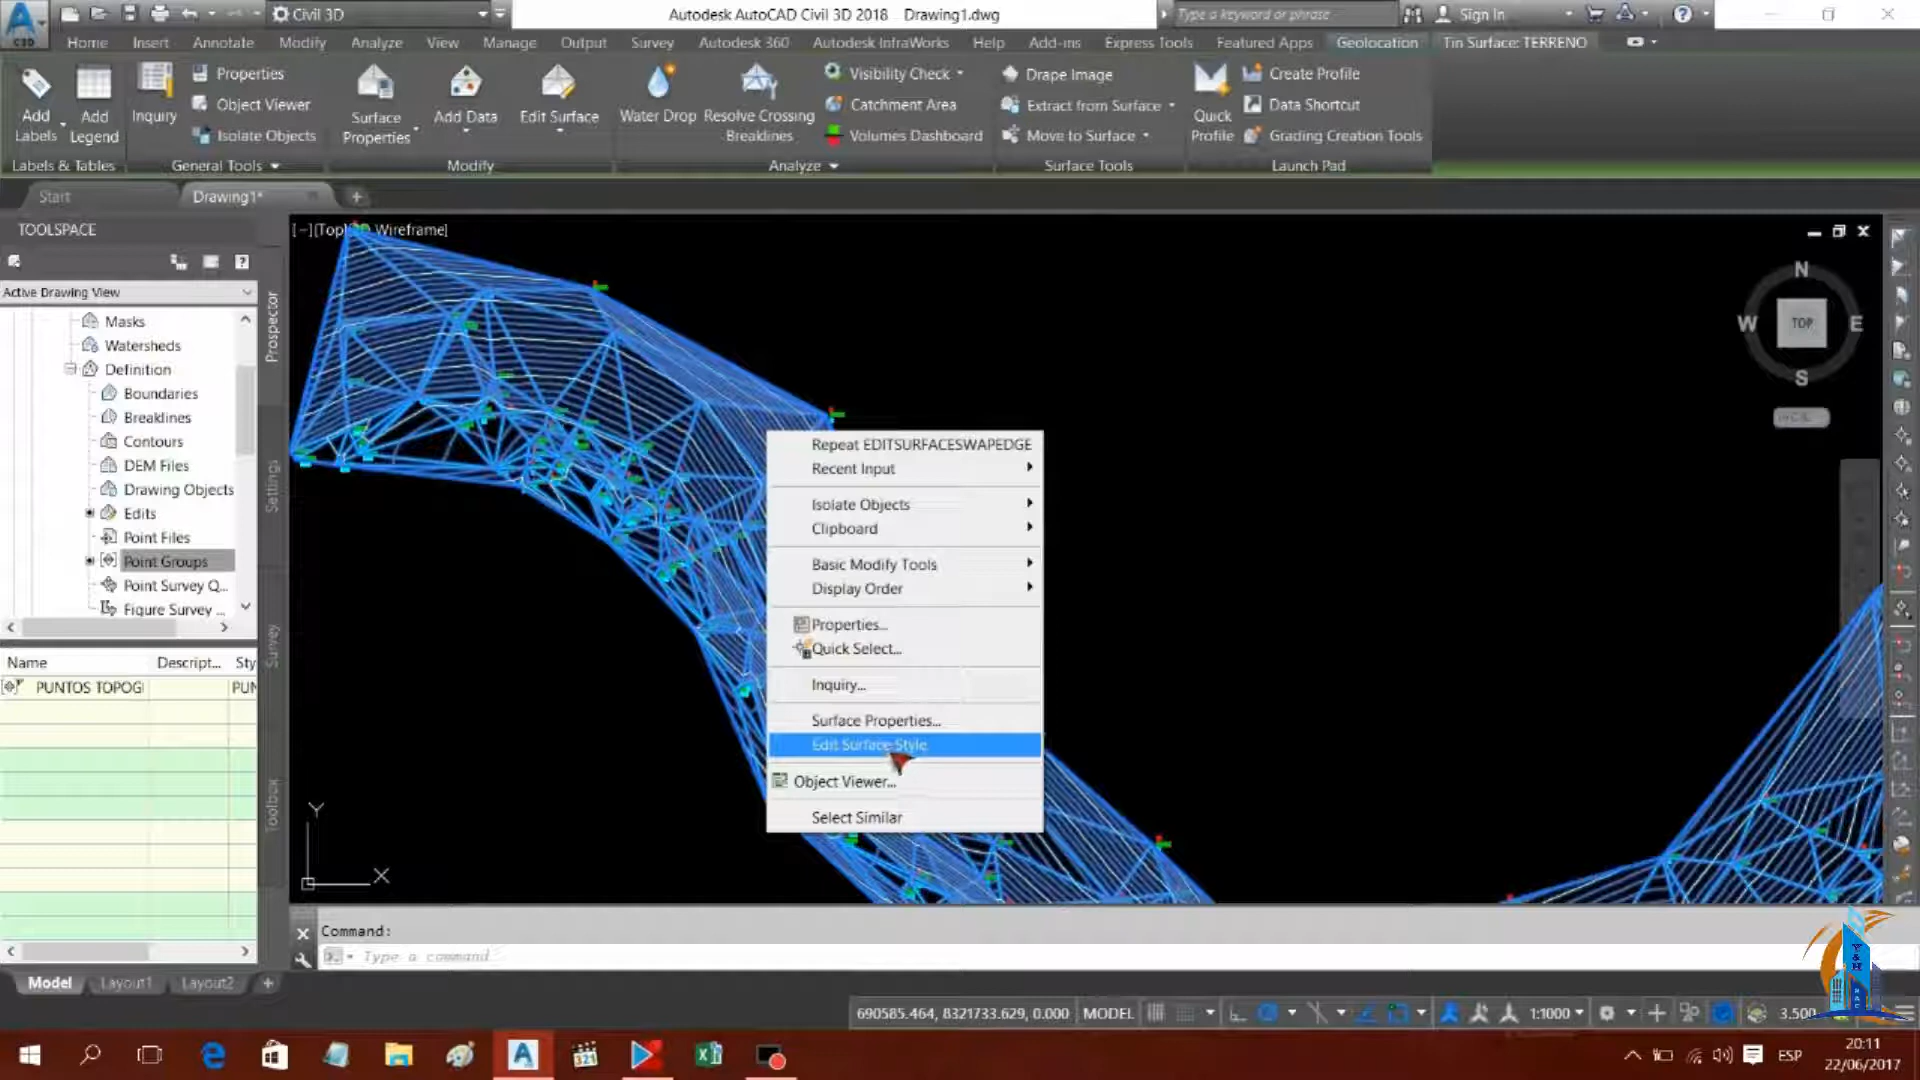 Civil 3D
Autodesk AutoCAD Civil 3D 2018 Drawing1.dwg
Type a keyword or phrase
Sign In
Home Insert Annotate Modify Analyze View Manage Output Survey Autodesk 360 Autodesk InfraWorks Help Add-ins Express Tools Featured Apps Geolocation Tin Surface: TERRENO
Add Labels
Add Legend
Inquiry
Properties
Object Viewer
Isolate Objects
Surface Properties
Add Data
Edit Surface
Water Drop
Resolve Crossing Breaklines
Visibility Check
Catchment Area
Volumes Dashboard
Drape Image
Extract from Surface
Move to Surface
Quick Profile
Create Profile
Data Shortcut
Grading Creation Tools
Labels & Tables
General Tools
Modify
Analyze
Surface Tools
Launch Pad
Start
Drawing1*
TOOLSPACE
Active Drawing View
Masks
Watersheds
Definition
Boundaries
Breaklines
Contours
DEM Files
Drawing Objects
Edits
Point Files
Point Groups
Point Survey Q...
Figure Survey ...
Prospector
Settings
Survey
Toolbox
Name Descript... Sty
PUNTOS TOPOG PUN
[−][Top] Wireframe]
N
W TOP E
S
Repeat EDITSURFACESWAPEDGE
Recent Input
Isolate Objects
Clipboard
Basic Modify Tools
Display Order
Properties...
Quick Select...
Inquiry...
Surface Properties...
Edit Surface Style
Object Viewer...
Select Similar
Y
X
Command:
Type a command
Model Layout1 Layout2
690585.464, 8321733.629, 0.000 MODEL 1:1000 3.500
ESP
20:11
22/06/2017